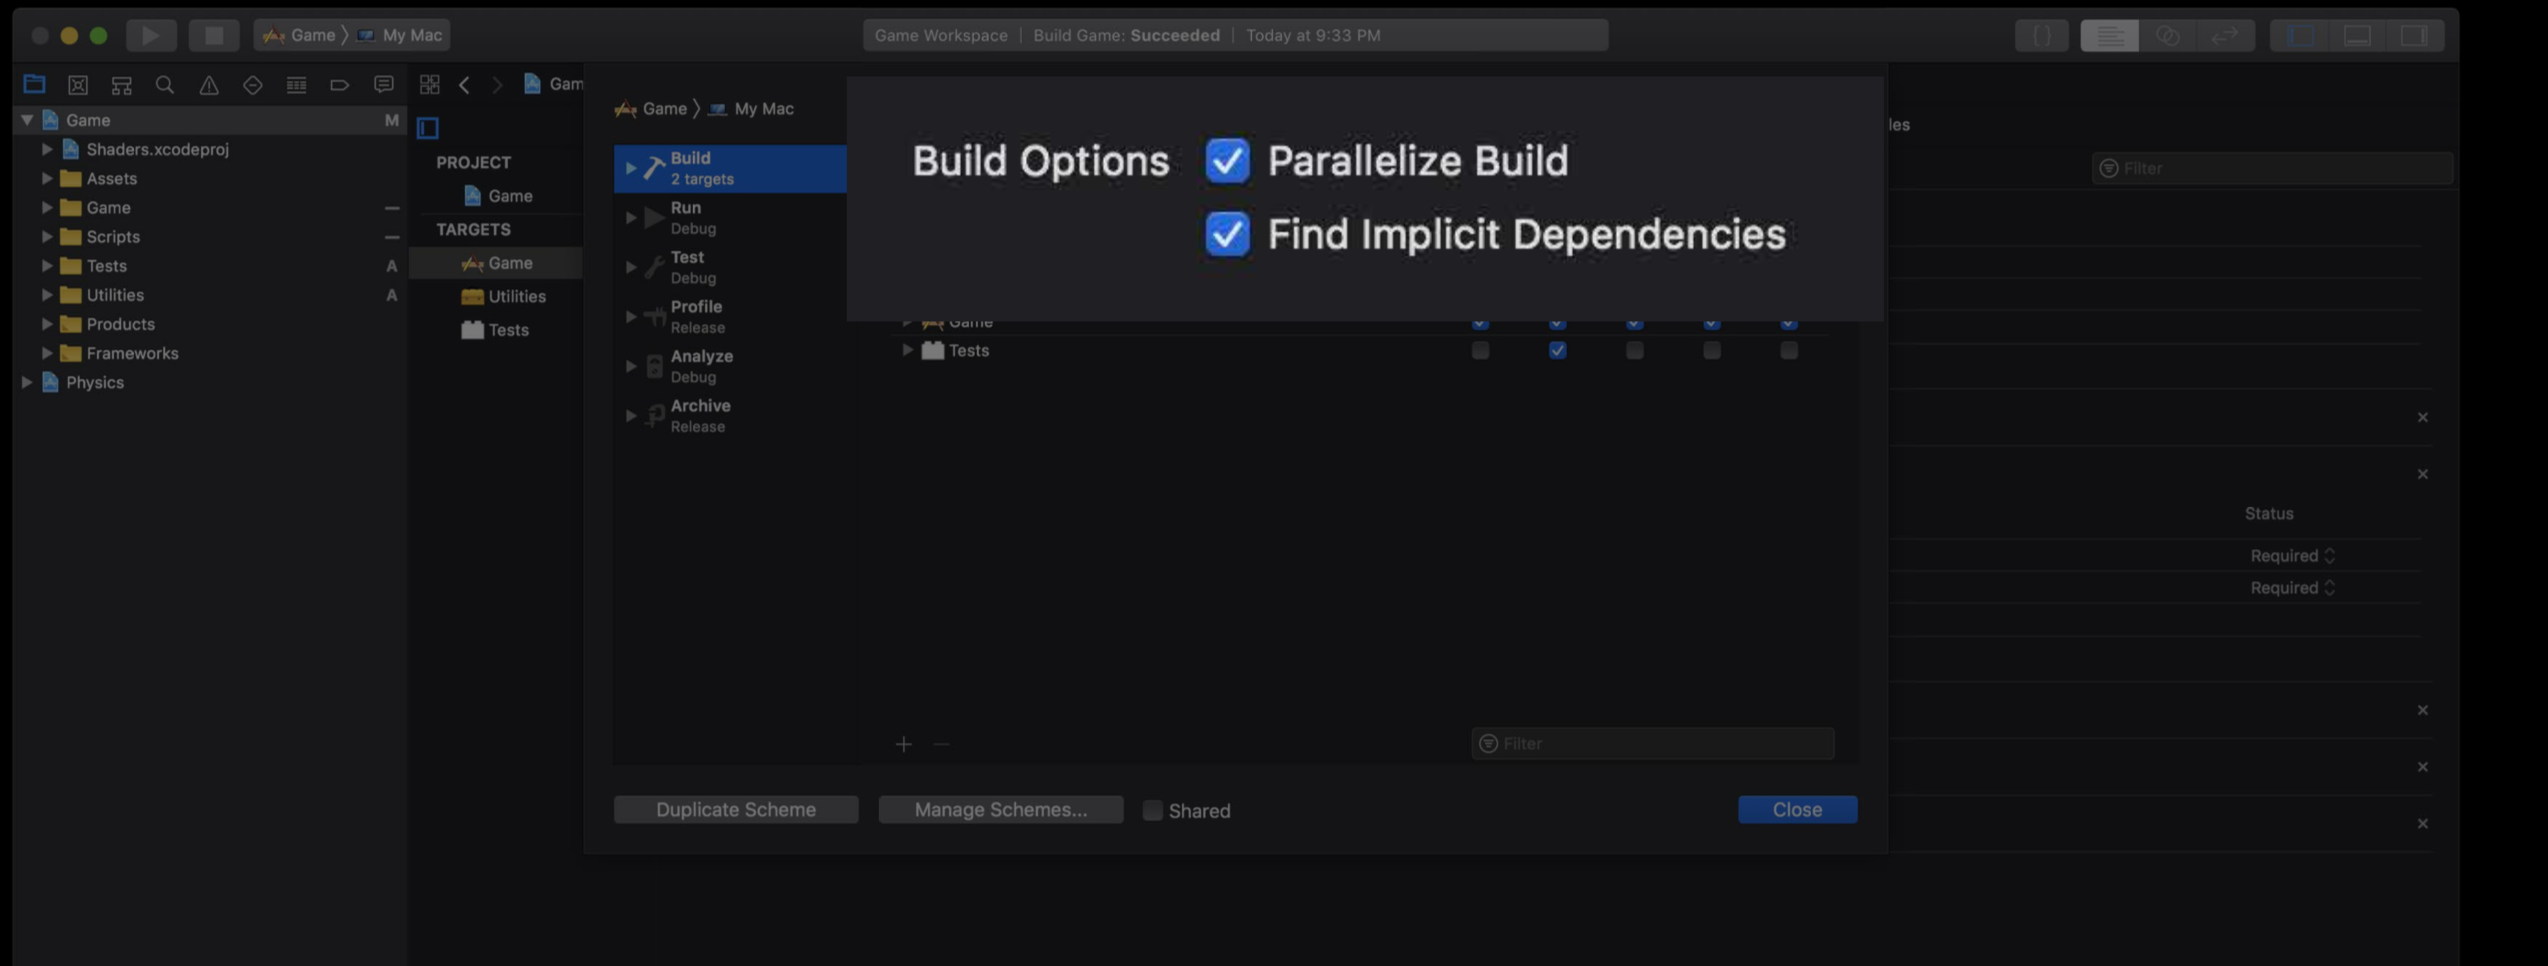 Game 〉 My Mac
Game Workspace | Build Game: Succeeded | Today at 9:33 PM
Game M
Shaders.xcodeproj
Assets
Game
Scripts
Tests A
Utilities A
Products
Frameworks
Physics
Gam
PROJECT
Game
TARGETS
Game
Utilities
Tests
Game 〉 My Mac
Build
2 targets
Run
Debug
Test
Debug
Profile
Release
Analyze
Debug
Archive
Release
Build Options Parallelize Build
Find Implicit Dependencies
Game
Tests
Filter
Duplicate Scheme Manage Schemes... Shared Close
les
Filter
Status
Required
Required